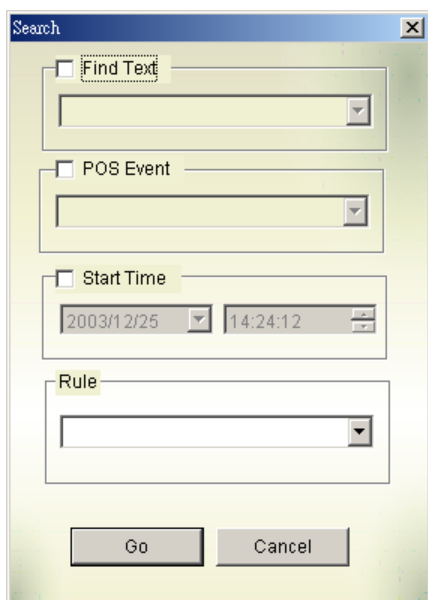 Search
Find Text
POS Event
Start Time
2003/12/25 14:24:12
Rule
Go Cancel